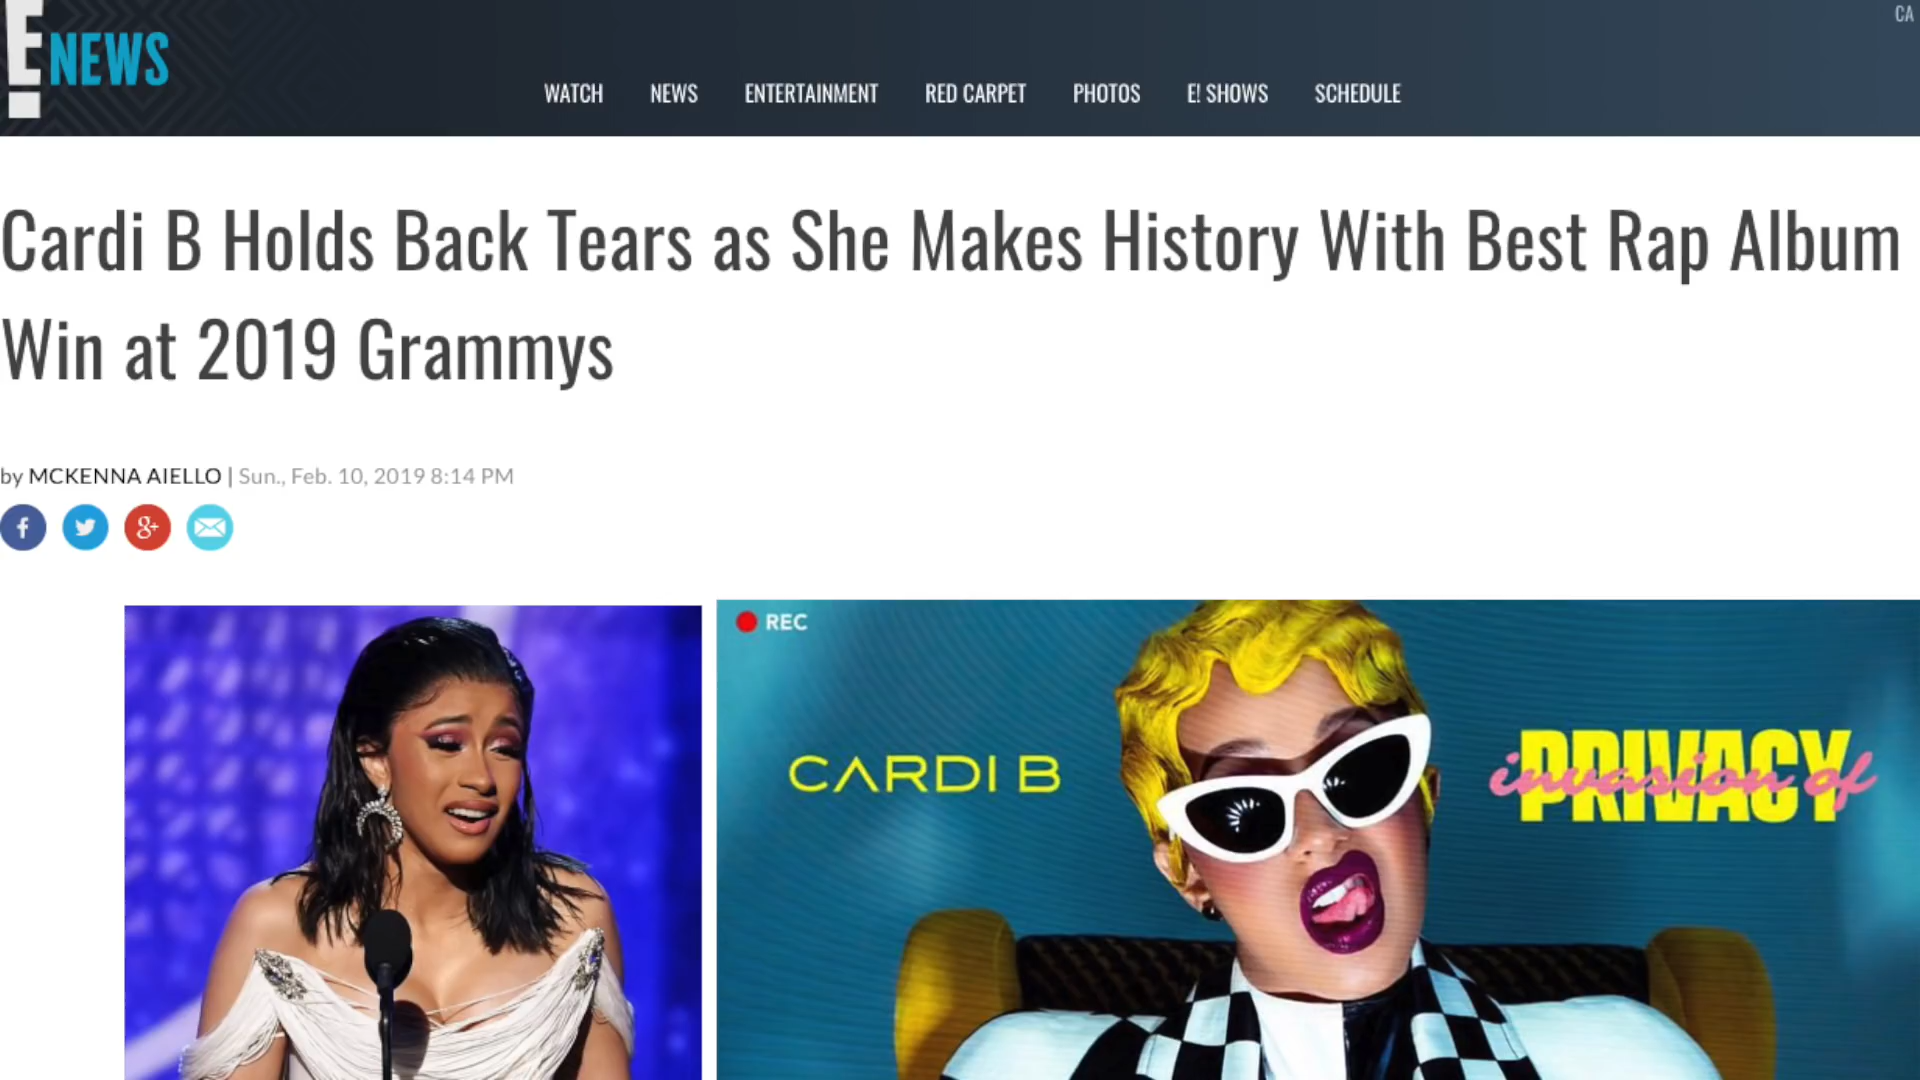 E! NEWS
CA
WATCH NEWS ENTERTAINMENT RED CARPET PHOTOS E! SHOWS SCHEDULE
Cardi B Holds Back Tears as She Makes History With Best Rap Album
Win at 2019 Grammys
by MCKENNA AIELLO | Sun., Feb. 10, 2019 8:14 PM
f g+
REC
CARDI B
invasion of
PRIVACY